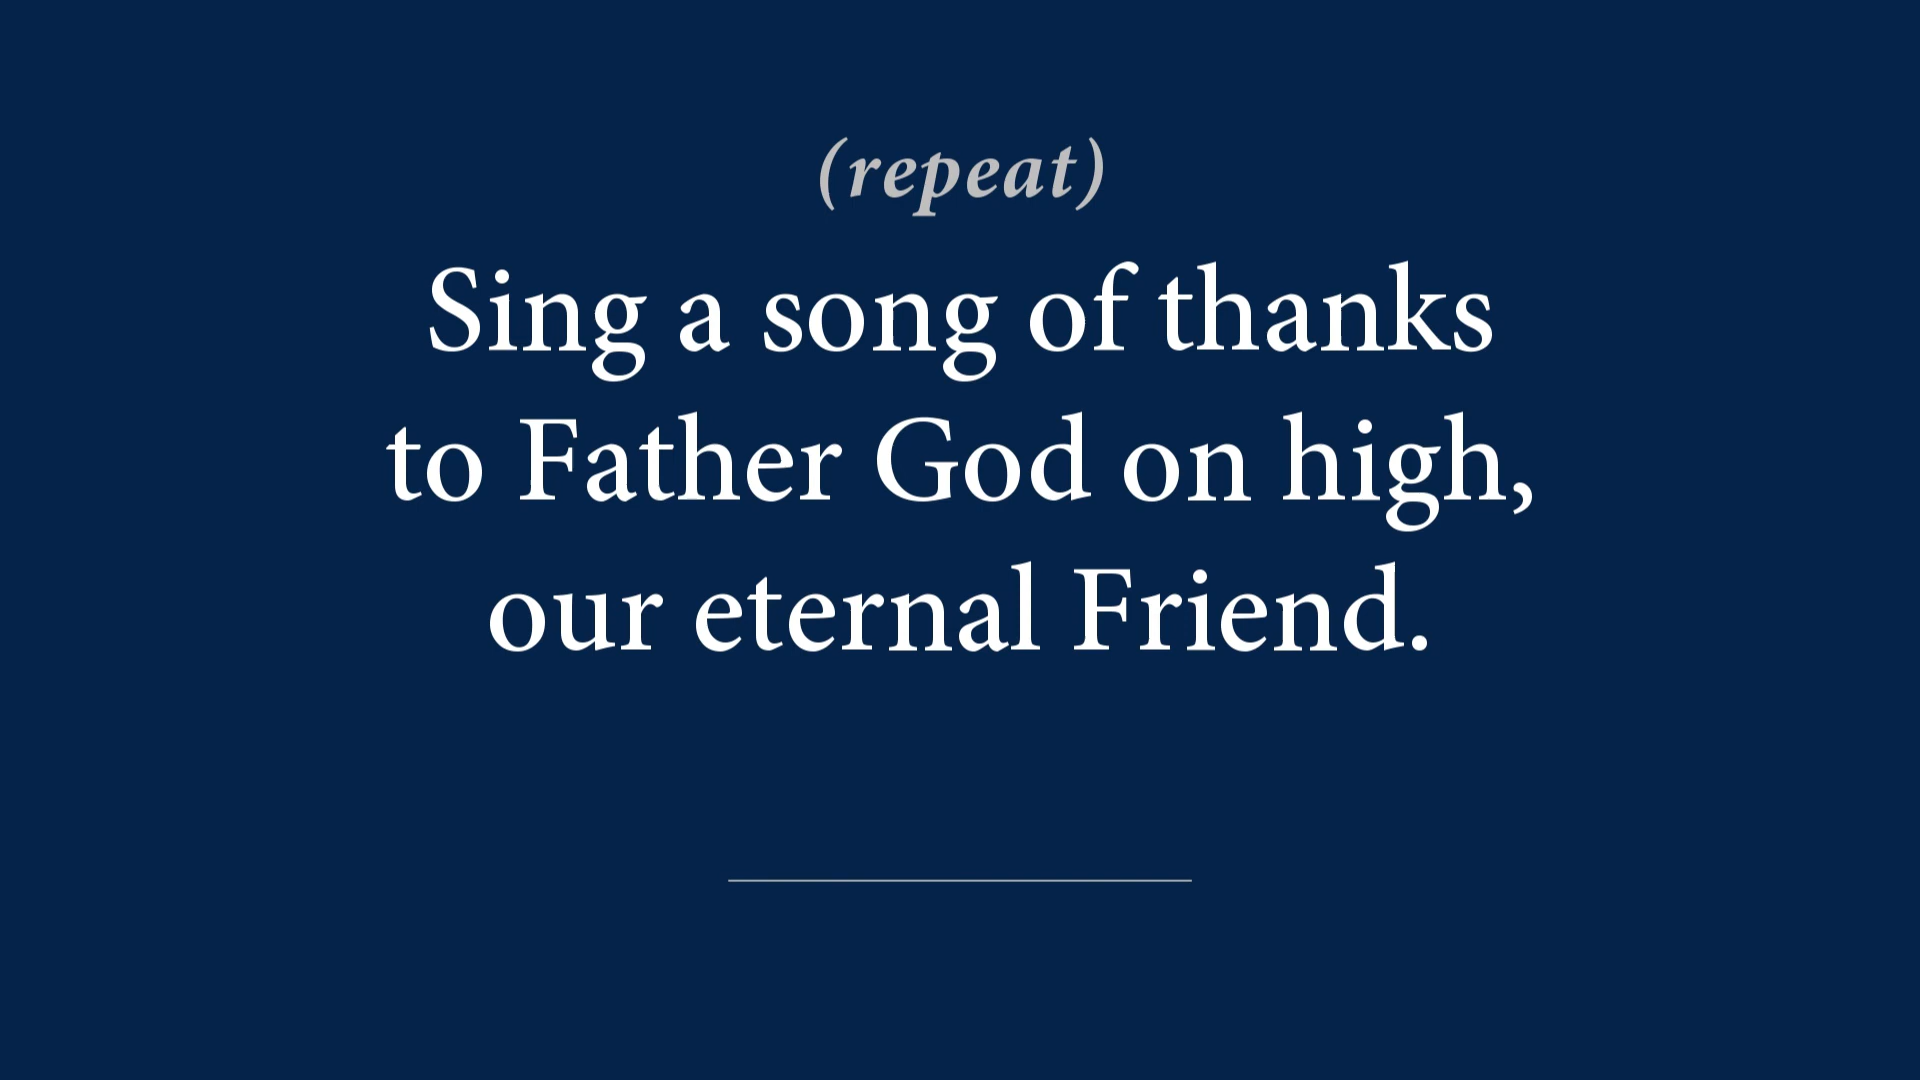 (repeat)
Sing a song of thanks
to Father God on high,
our eternal Friend.